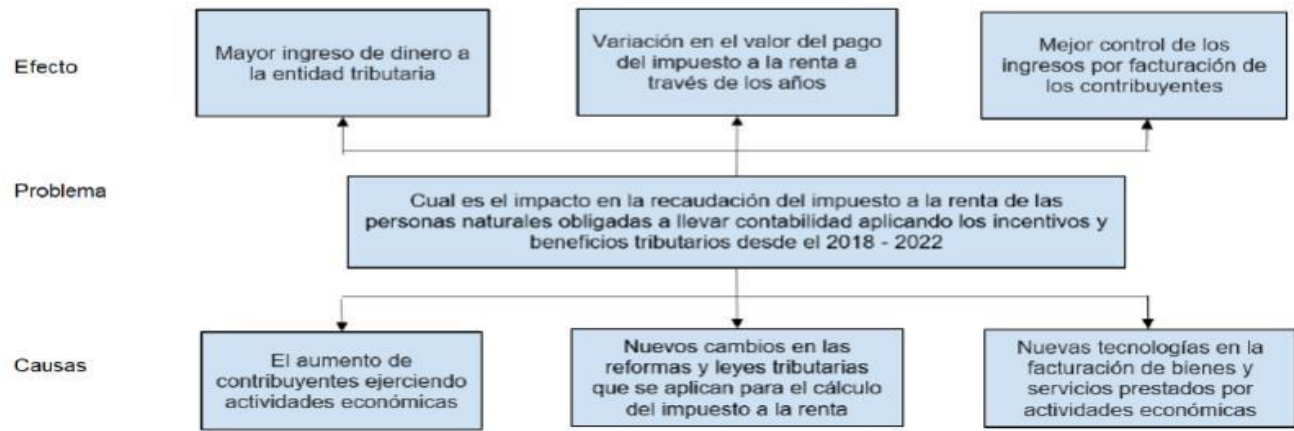 Efecto
Mayor ingreso de dinero a
la entidad tributaria
Variación en el valor del pago
del impuesto a la renta a
través de los años
Mejor control de los
ingresos por facturación de
los contribuyentes
Problema
Cual es el impacto en la recaudación del impuesto a la renta de las
personas naturales obligadas a llevar contabilidad aplicando los incentivos y
beneficios tributarios desde el 2018 - 2022
Causas
El aumento de
contribuyentes ejerciendo
actividades económicas
Nuevos cambios en las
reformas y leyes tributarias
que se aplican para el cálculo
del impuesto a la renta
Nuevas tecnologías en la
facturación de bienes y
servicios prestados por
actividades económicas